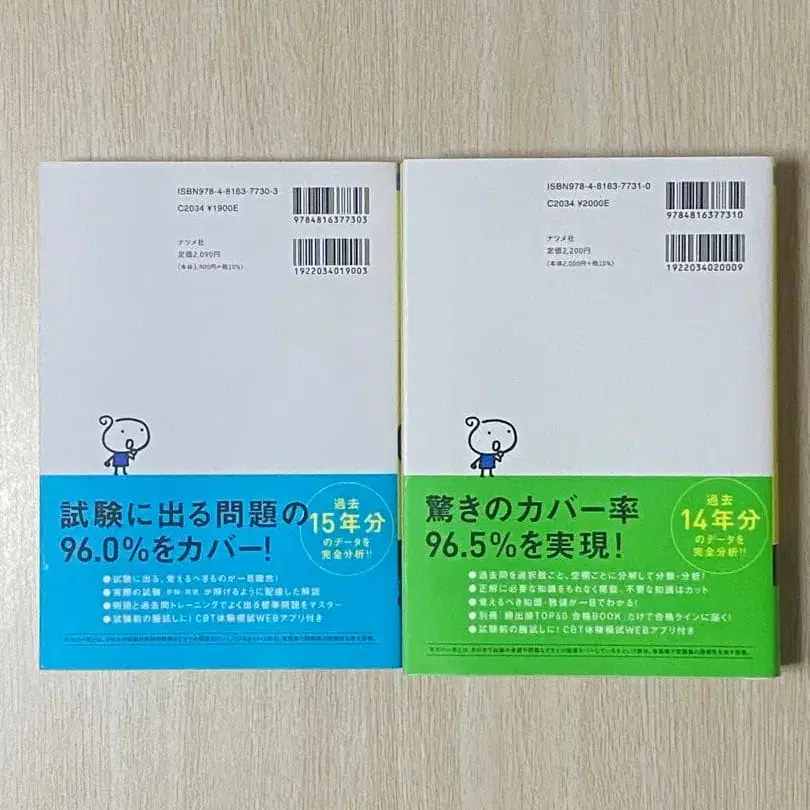 ISBN978-4-8163-7730-3
C2034 ¥1900E
9784816377303
ナツメ社
定価2,090円
(本体1,900円+税10%)
1922034019003
試験に出る問題の
96.0%をカバー!
過去
15年分
のデータを
完全分析!!
●試験に出る、覚えるべきものが一目瞭然!
●実際の試験 が解けるように配慮した解説
●例題と過去問トレーニングでよく出る標準問題をマスター
●試験前の腕試しに! CBT体験模試WEBアプリ付き
ISBN978-4-8163-7731-0
C2034 ¥2000E
9784816377310
ナツメ社
定価2,200円
(本体2,000円+税10%)
1922034020009
驚きのカバー率
96.5%を実現!
過去
14年分
のデータを
完全分析!!
●過去問を選択肢ごと、空欄ごとに分解して分類・分析!
●正解に必要な知識をもれなく掲載、不要な知識はカット
●覚えるべき知識・数値が一目でわかる!
●別冊「頻出順TOP60 合格BOOK」だけで合格ラインに届く!
●試験前の腕試しに! CBT体験模試WEBアプリ付き